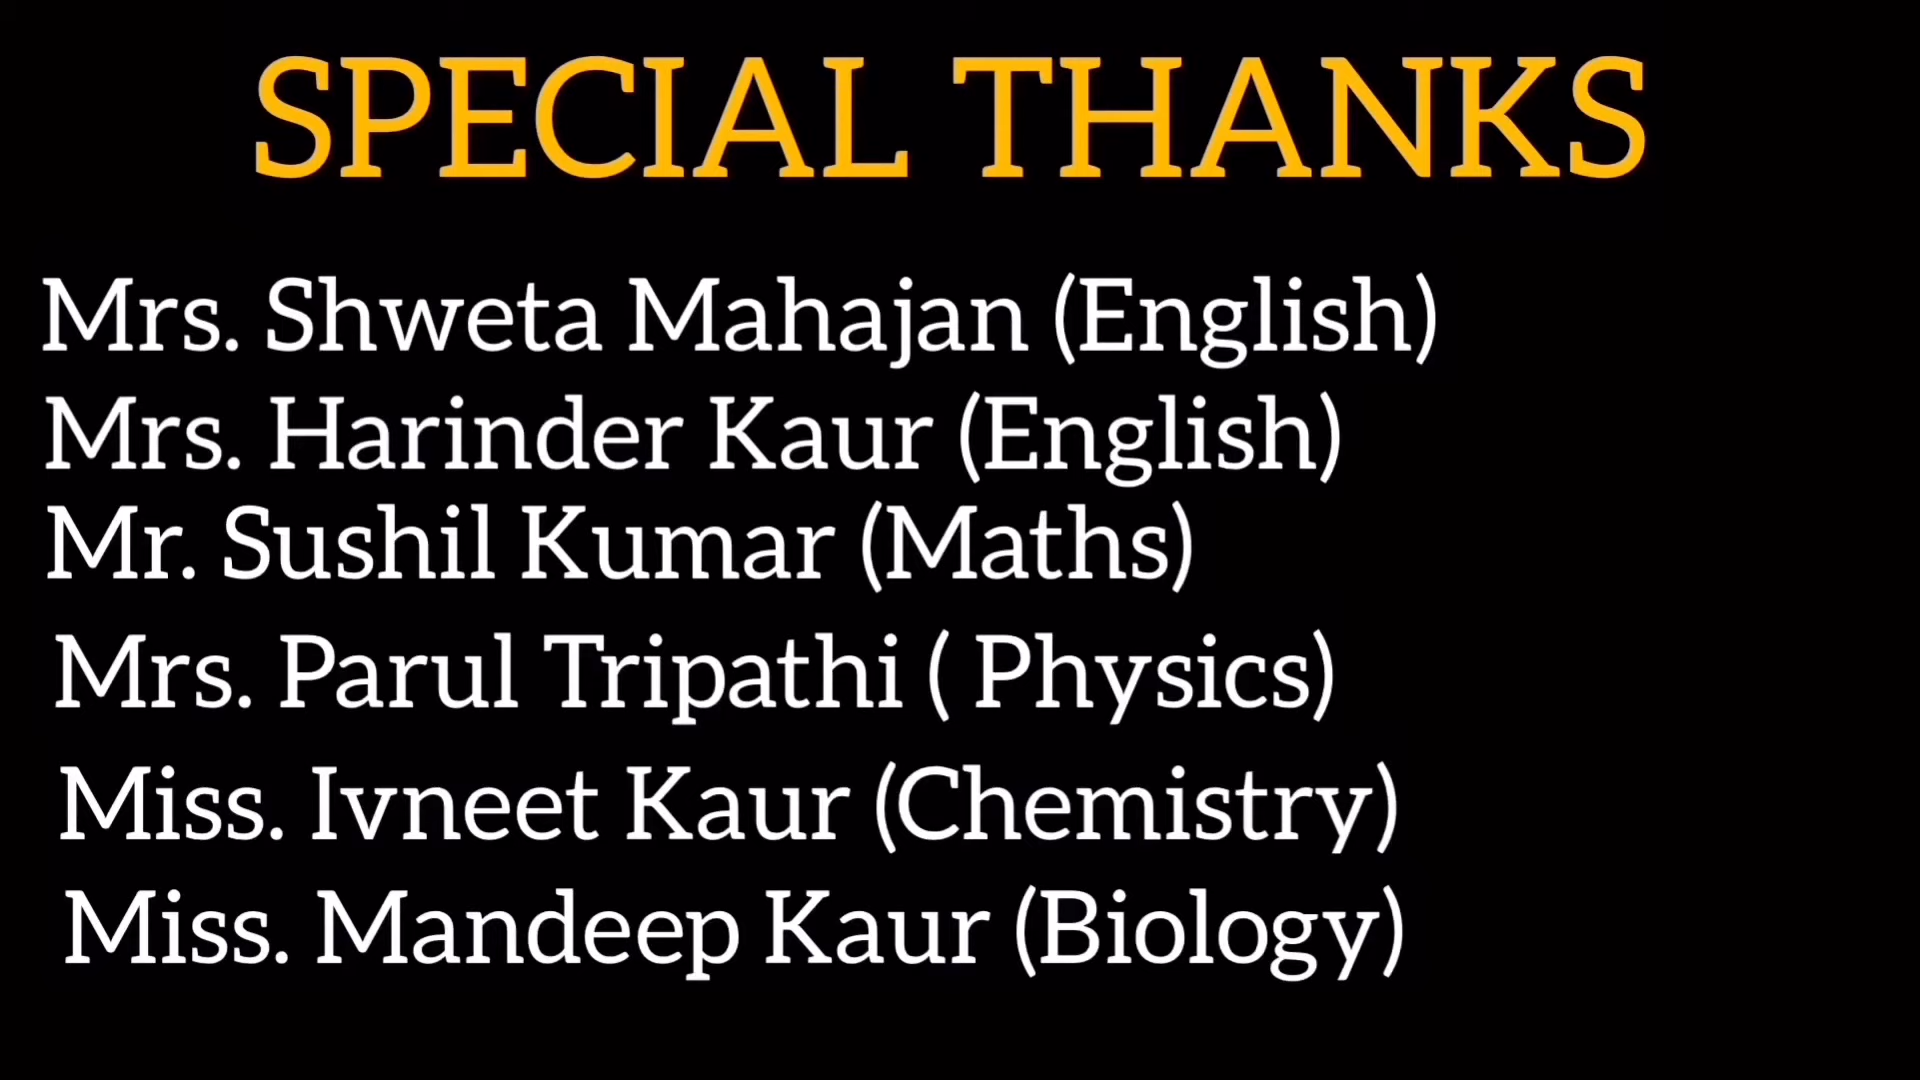 SPECIAL THANKS
Mrs. Shweta Mahajan (English)
Mrs. Harinder Kaur (English)
Mr. Sushil Kumar (Maths)
Mrs. Parul Tripathi ( Physics)
Miss. Ivneet Kaur (Chemistry)
Miss. Mandeep Kaur (Biology)